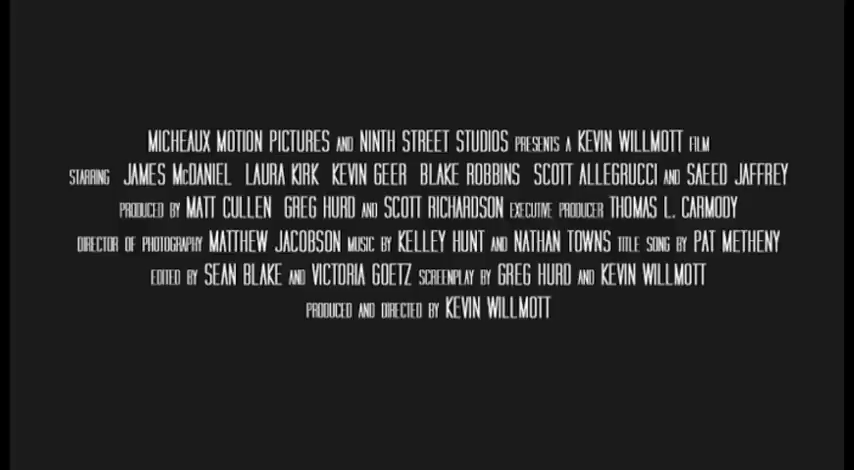 MICHEAUX MOTION PICTURES AND NINTH STREET STUDIOS PRESENTS A KEVIN WILLMOTT FILM
STARRING JAMES McDANIEL LAURA KIRK KEVIN GEER BLAKE ROBBINS SCOTT ALLEGRUCCI AND SAEED JAFFREY
PRODUCED BY MATT CULLEN GREG HURD AND SCOTT RICHARDSON EXECUTIVE PRODUCER THOMAS L. CARMODY
DIRECTOR OF PHOTOGRAPHY MATTHEW JACOBSON MUSIC BY KELLEY HUNT AND NATHAN TOWNS TITLE SONG BY PAT METHENY
EDITED BY SEAN BLAKE AND VICTORIA GOETZ SCREENPLAY BY GREG HURD AND KEVIN WILLMOTT
PRODUCED AND DIRECTED BY KEVIN WILLMOTT